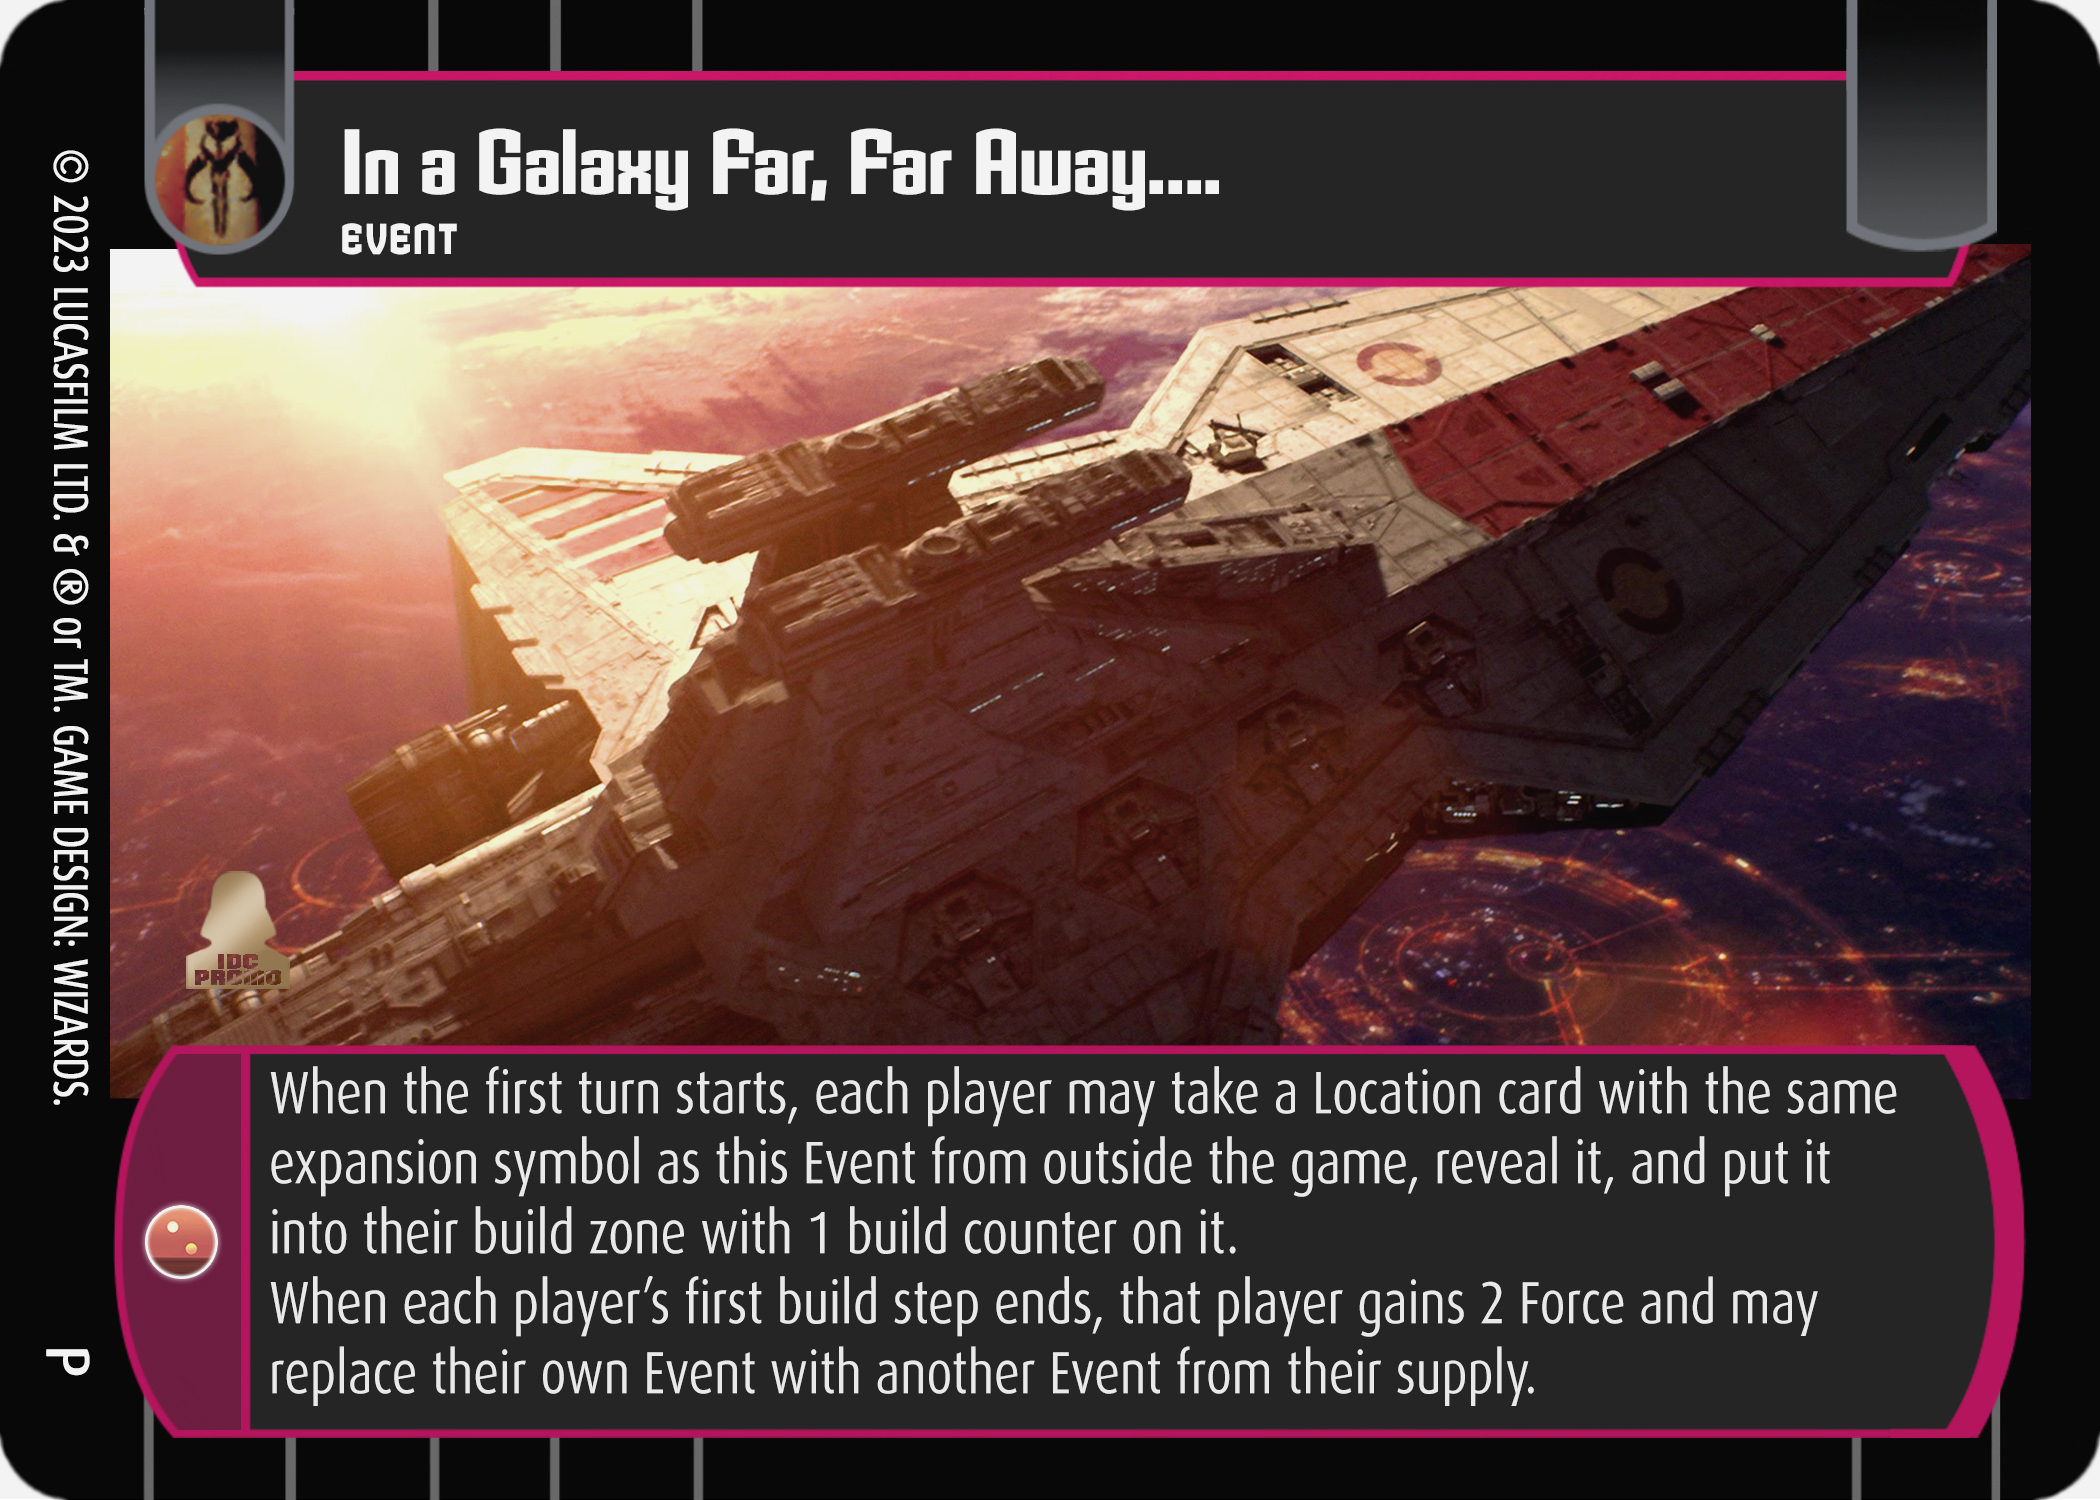 In a Galaxy Far, Far Away....
EVENT
© 2023 LUCASFILM LTD. & ® or TM. GAME DESIGN: WIZARDS.
P
IDC
PROMO
When the first turn starts, each player may take a Location card with the same
expansion symbol as this Event from outside the game, reveal it, and put it
into their build zone with 1 build counter on it.
When each player's first build step ends, that player gains 2 Force and may
replace their own Event with another Event from their supply.